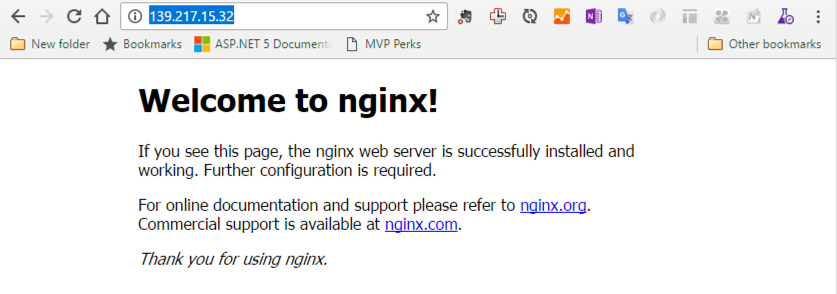 139.217.15.32
New folder Bookmarks ASP.NET 5 Document MVP Perks Other bookmarks
Welcome to nginx!
If you see this page, the nginx web server is successfully installed and
working. Further configuration is required.
For online documentation and support please refer to nginx.org.
Commercial support is available at nginx.com.
Thank you for using nginx.